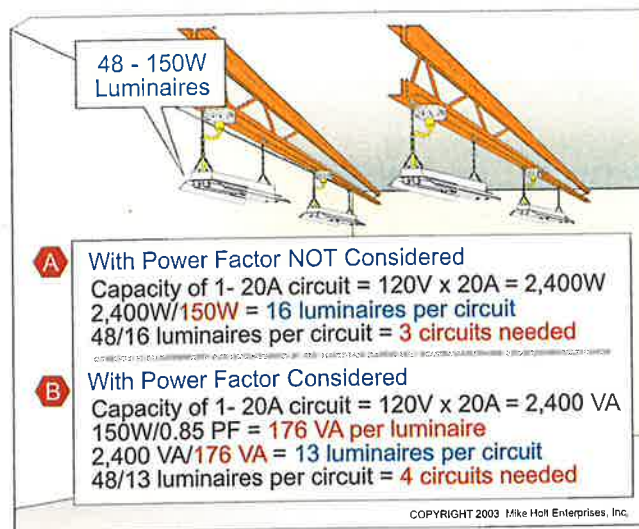 48 - 150W
Luminaires
A
With Power Factor NOT Considered
Capacity of 1- 20A circuit = 120V x 20A = 2,400W
2,400W/150W = 16 luminaires per circuit
48/16 luminaires per circuit = 3 circuits needed
B
With Power Factor Considered
Capacity of 1- 20A circuit = 120V x 20A = 2,400 VA
150W/0.85 PF = 176 VA per luminaire
2,400 VA/176 VA = 13 luminaires per circuit
48/13 luminaires per circuit = 4 circuits needed
COPYRIGHT 2003 Mike Holt Enterprises, Inc.